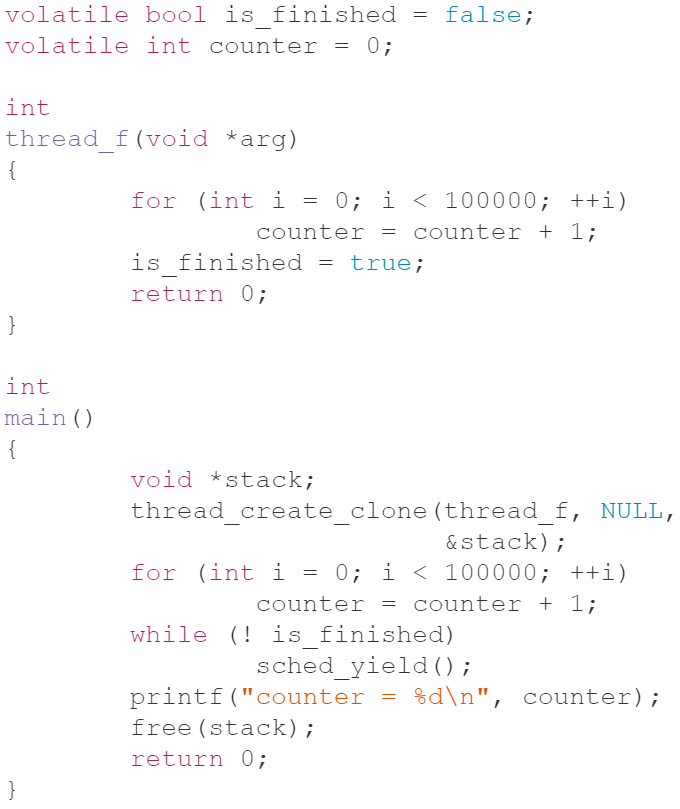 volatile bool is_finished = false;
volatile int counter = 0;

int
thread_f(void *arg)
{
        for (int i = 0; i < 100000; ++i)
                counter = counter + 1;
        is_finished = true;
        return 0;
}

int
main()
{
        void *stack;
        thread_create_clone(thread_f, NULL,
                            &stack);
        for (int i = 0; i < 100000; ++i)
                counter = counter + 1;
        while (! is_finished)
                sched_yield();
        printf("counter = %d\n", counter);
        free(stack);
        return 0;
}